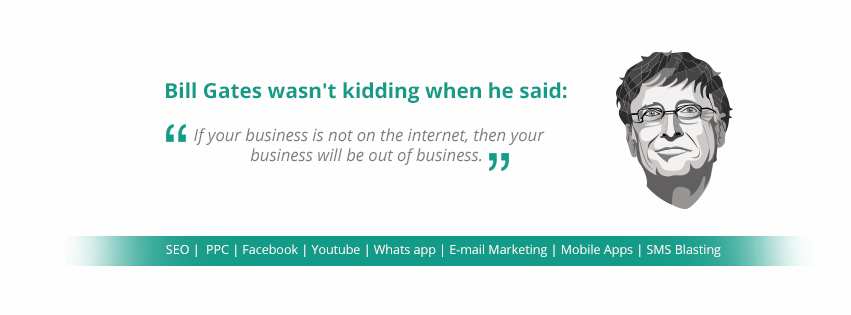 Bill Gates wasn't kidding when he said:
“ If your business is not on the internet, then your
business will be out of business. ”
SEO | PPC | Facebook | Youtube | Whats app | E-mail Marketing | Mobile Apps | SMS Blasting